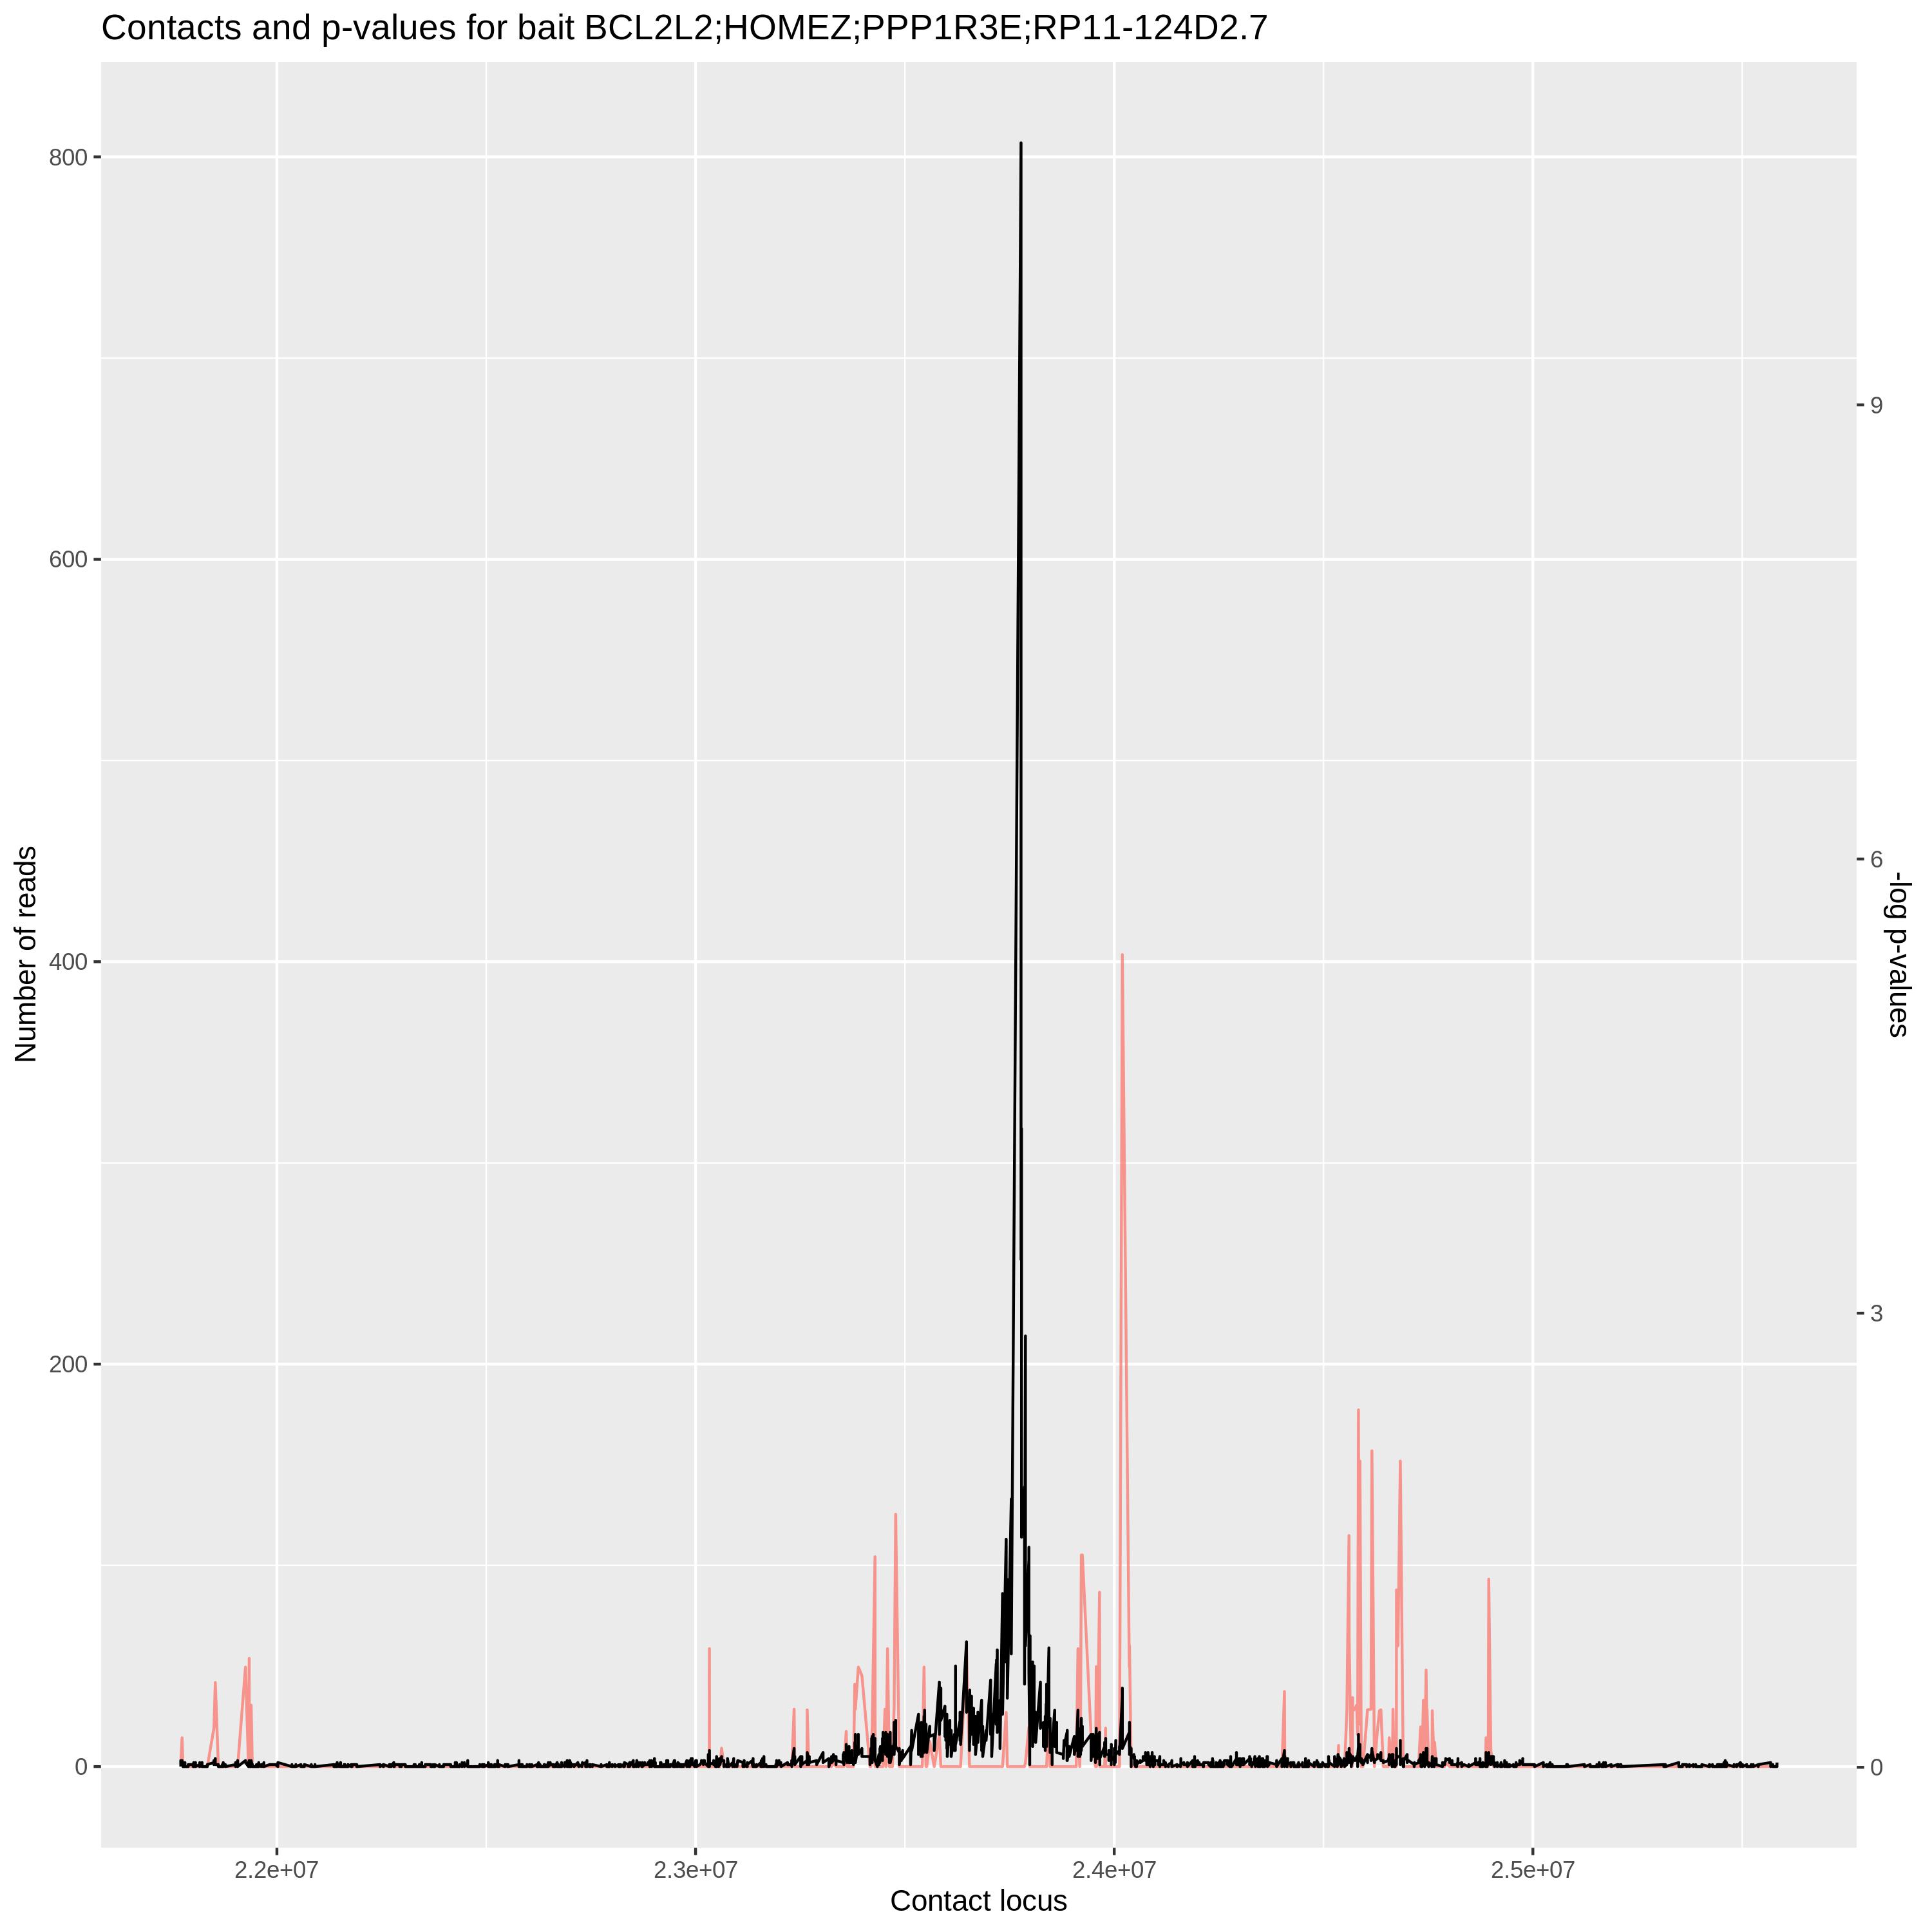 Contacts and p-values for bait BCL2L2;HOMEZ;PPP1R3E;RP11-124D2.7
800
600
400
200
0
Number of reads
9
6
3
0
-log p-values
2.2e+07 2.3e+07 2.4e+07 2.5e+07
Contact locus